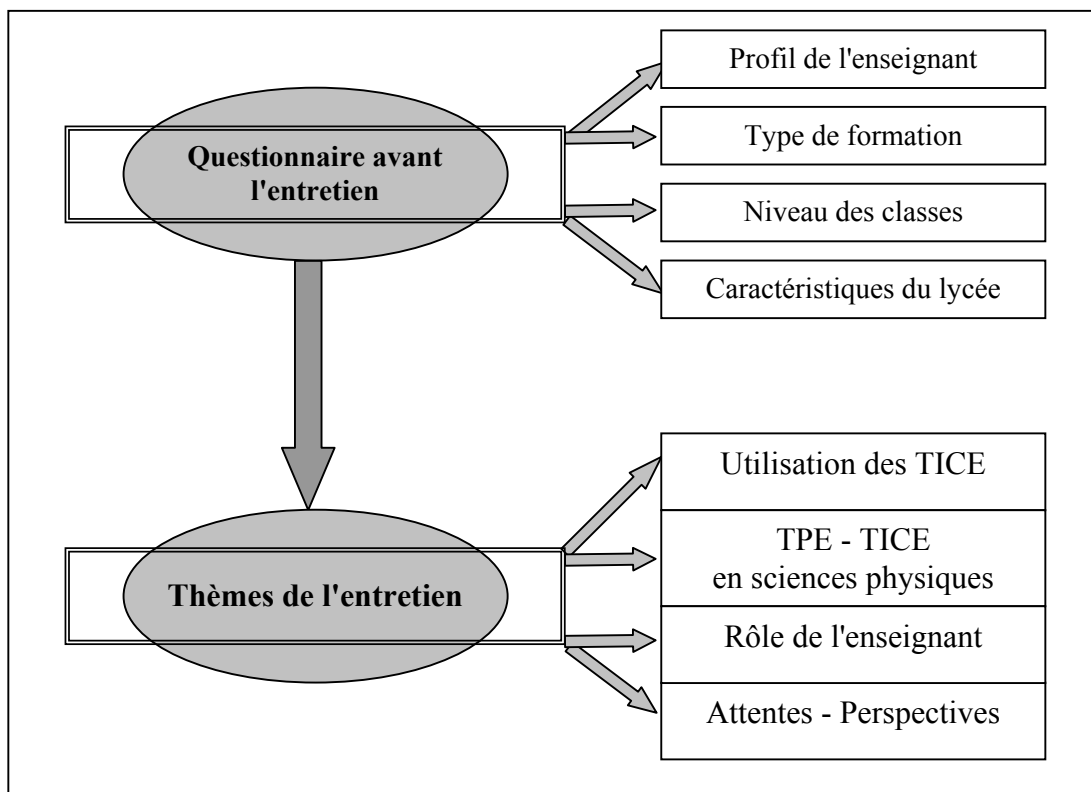 Questionnaire avant
l'entretien
Profil de l'enseignant
Type de formation
Niveau des classes
Caractéristiques du lycée
Thèmes de l'entretien
Utilisation des TICE
TPE - TICE
en sciences physiques
Rôle de l'enseignant
Attentes - Perspectives